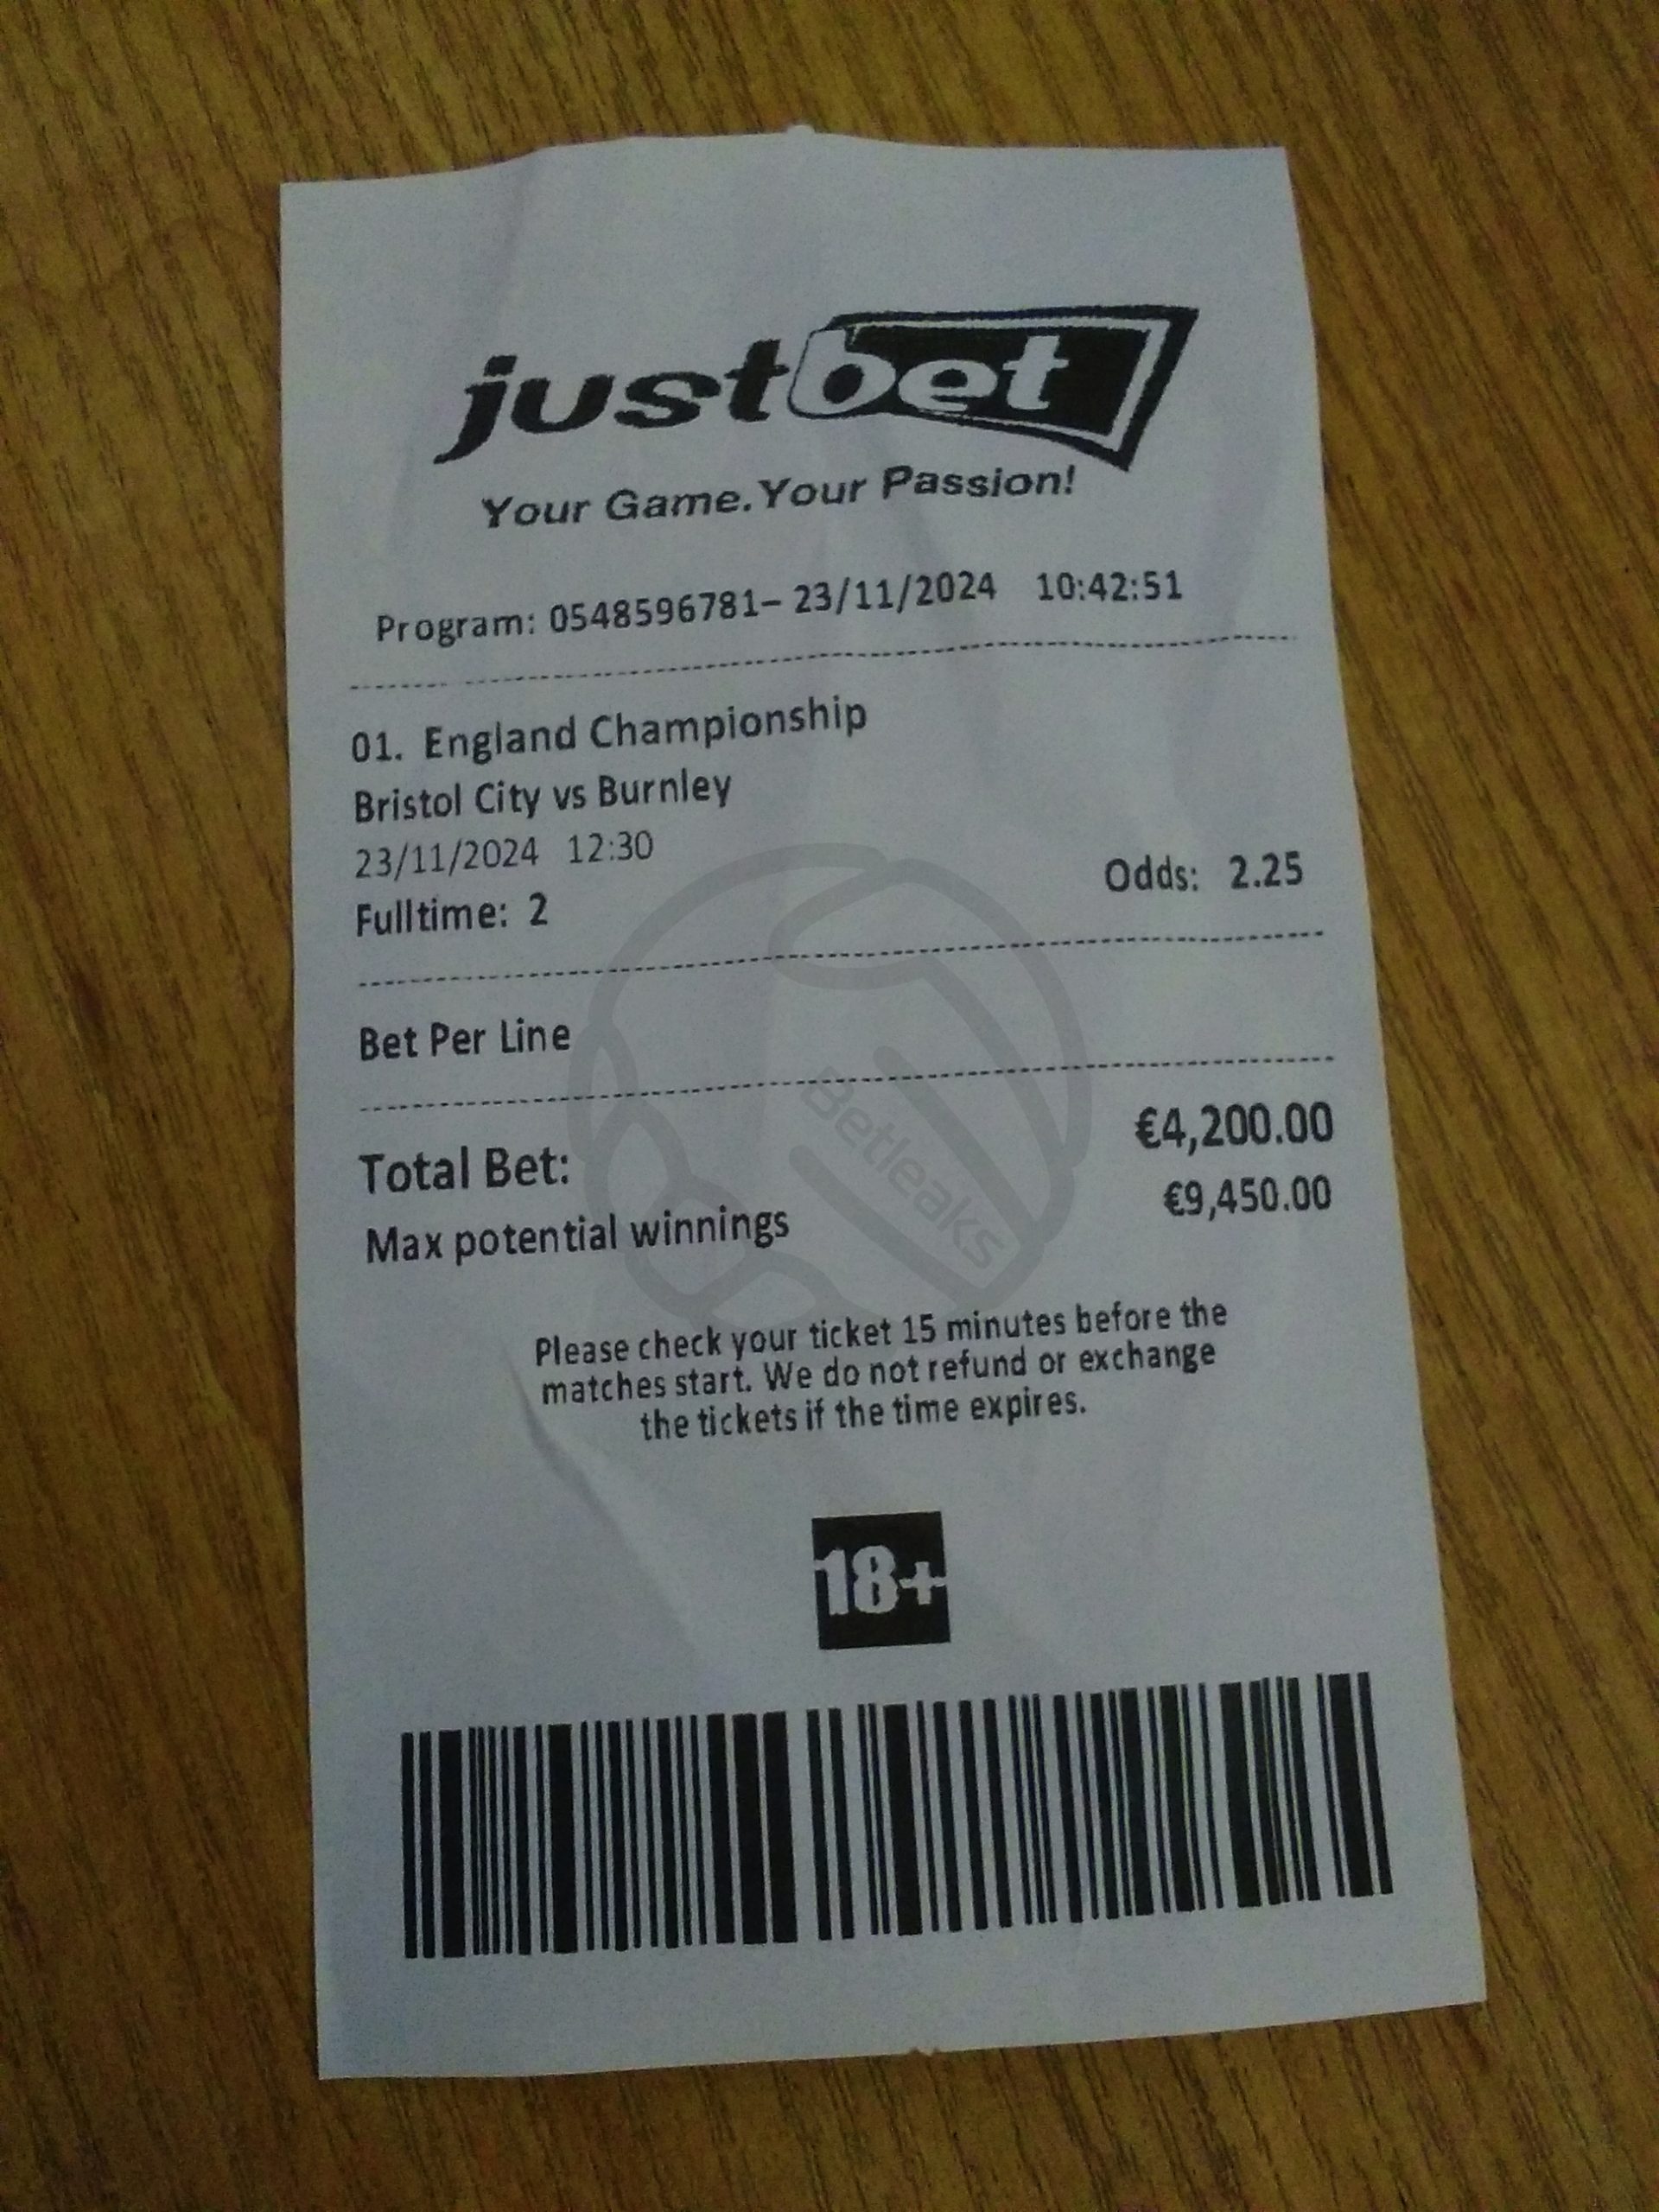 justbet
Your Game.Your Passion!
Program: 0548596781– 23/11/2024 10:42:51
01. England Championship
Bristol City vs Burnley
23/11/2024 12:30
Fulltime: 2 Odds: 2.25
Bet Per Line
Total Bet: €4,200.00
Max potential winnings €9,450.00
Betleaks
Please check your ticket 15 minutes before the
matches start. We do not refund or exchange
the tickets if the time expires.
18+